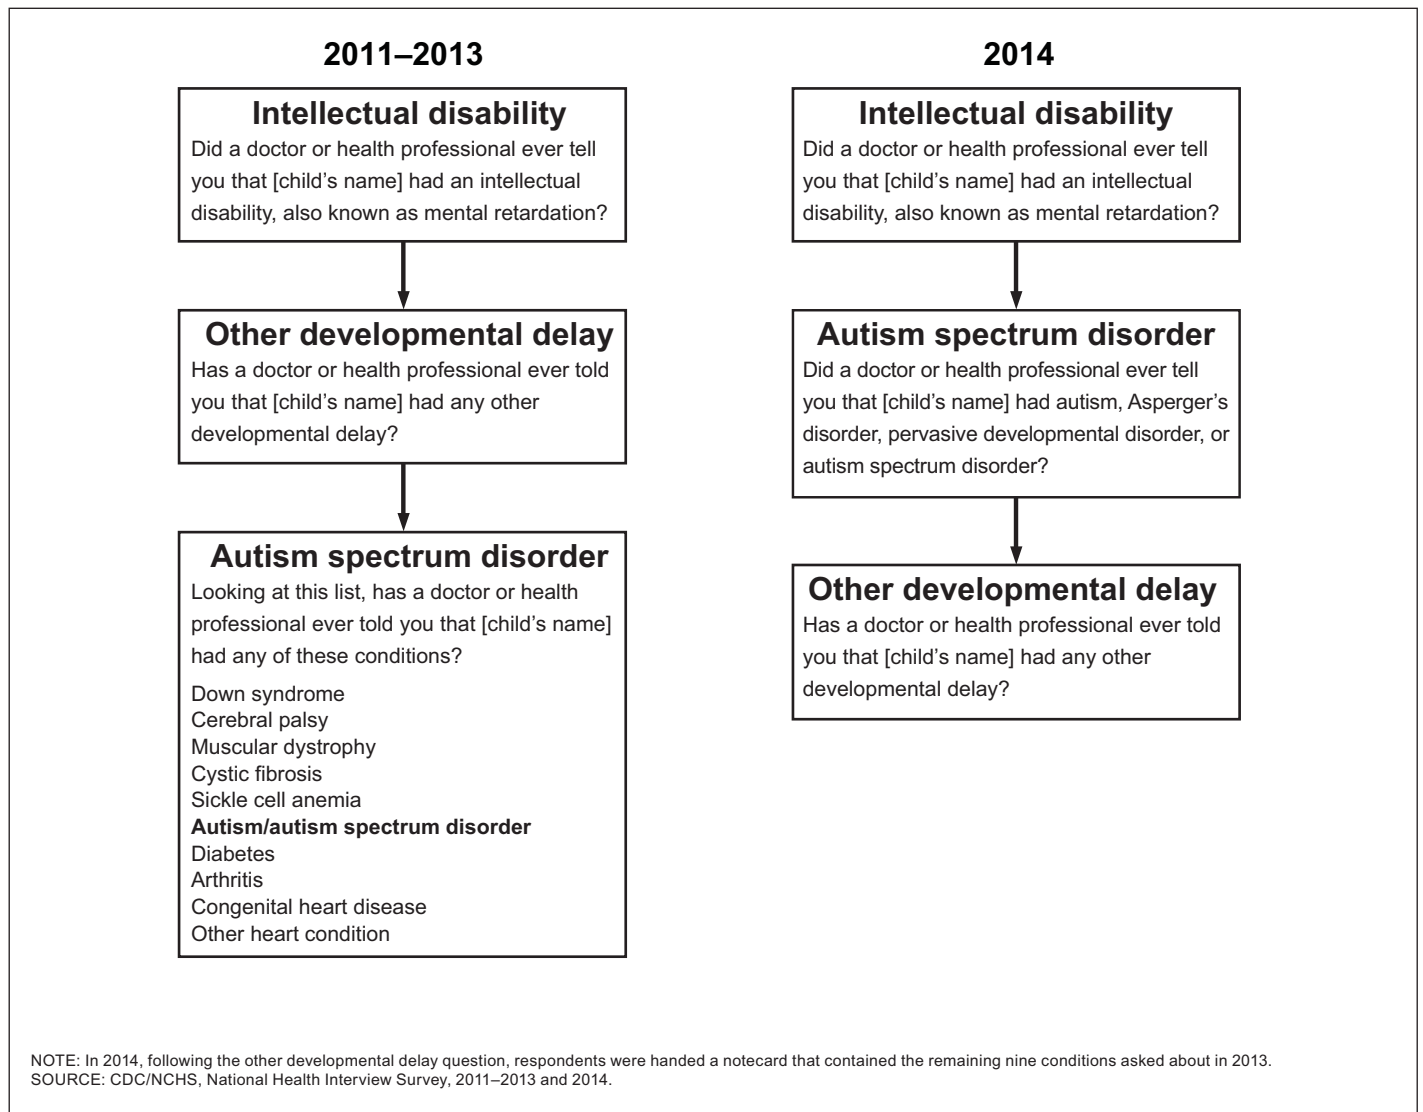 2011–2013
Intellectual disability
Did a doctor or health professional ever tell
you that [child’s name] had an intellectual
disability, also known as mental retardation?
Other developmental delay
Has a doctor or health professional ever told
you that [child’s name] had any other
developmental delay?
Autism spectrum disorder
Looking at this list, has a doctor or health
professional ever told you that [child’s name]
had any of these conditions?
Down syndrome
Cerebral palsy
Muscular dystrophy
Cystic fibrosis
Sickle cell anemia
Autism/autism spectrum disorder
Diabetes
Arthritis
Congenital heart disease
Other heart condition
2014
Intellectual disability
Did a doctor or health professional ever tell
you that [child’s name] had an intellectual
disability, also known as mental retardation?
Autism spectrum disorder
Did a doctor or health professional ever tell
you that [child’s name] had autism, Asperger’s
disorder, pervasive developmental disorder, or
autism spectrum disorder?
Other developmental delay
Has a doctor or health professional ever told
you that [child’s name] had any other
developmental delay?
NOTE: In 2014, following the other developmental delay question, respondents were handed a notecard that contained the remaining nine conditions asked about in 2013.
SOURCE: CDC/NCHS, National Health Interview Survey, 2011–2013 and 2014.